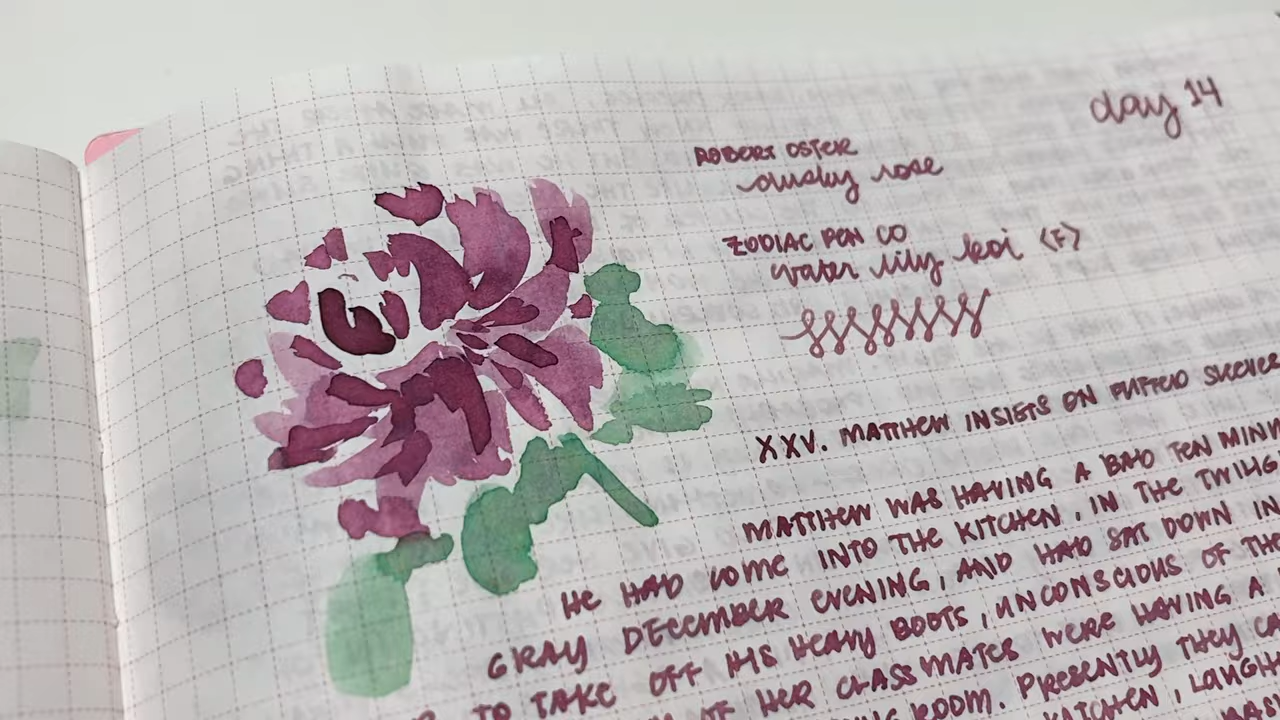 day 14
ROBERT OSTER
dusky rose
ZODIAC PEN CO
water lily koi <F>
XXV. MATTHEW INSISTS ON PUFFED SLEEVES
MATTHEW WAS HAVING A BAD TEN MINU
HE HAD COME INTO THE KITCHEN, IN THE TWILIG
GRAY DECEMBER EVENING, AND HAD SAT DOWN IN
TO TAKE OFF HIS HEAVY BOOTS, UNCONSCIOUS OF THE
OF HER CLASSMATES WERE HAVING A
ROOM. PRESENTLY THEY CA
KITCHEN, LAUGH